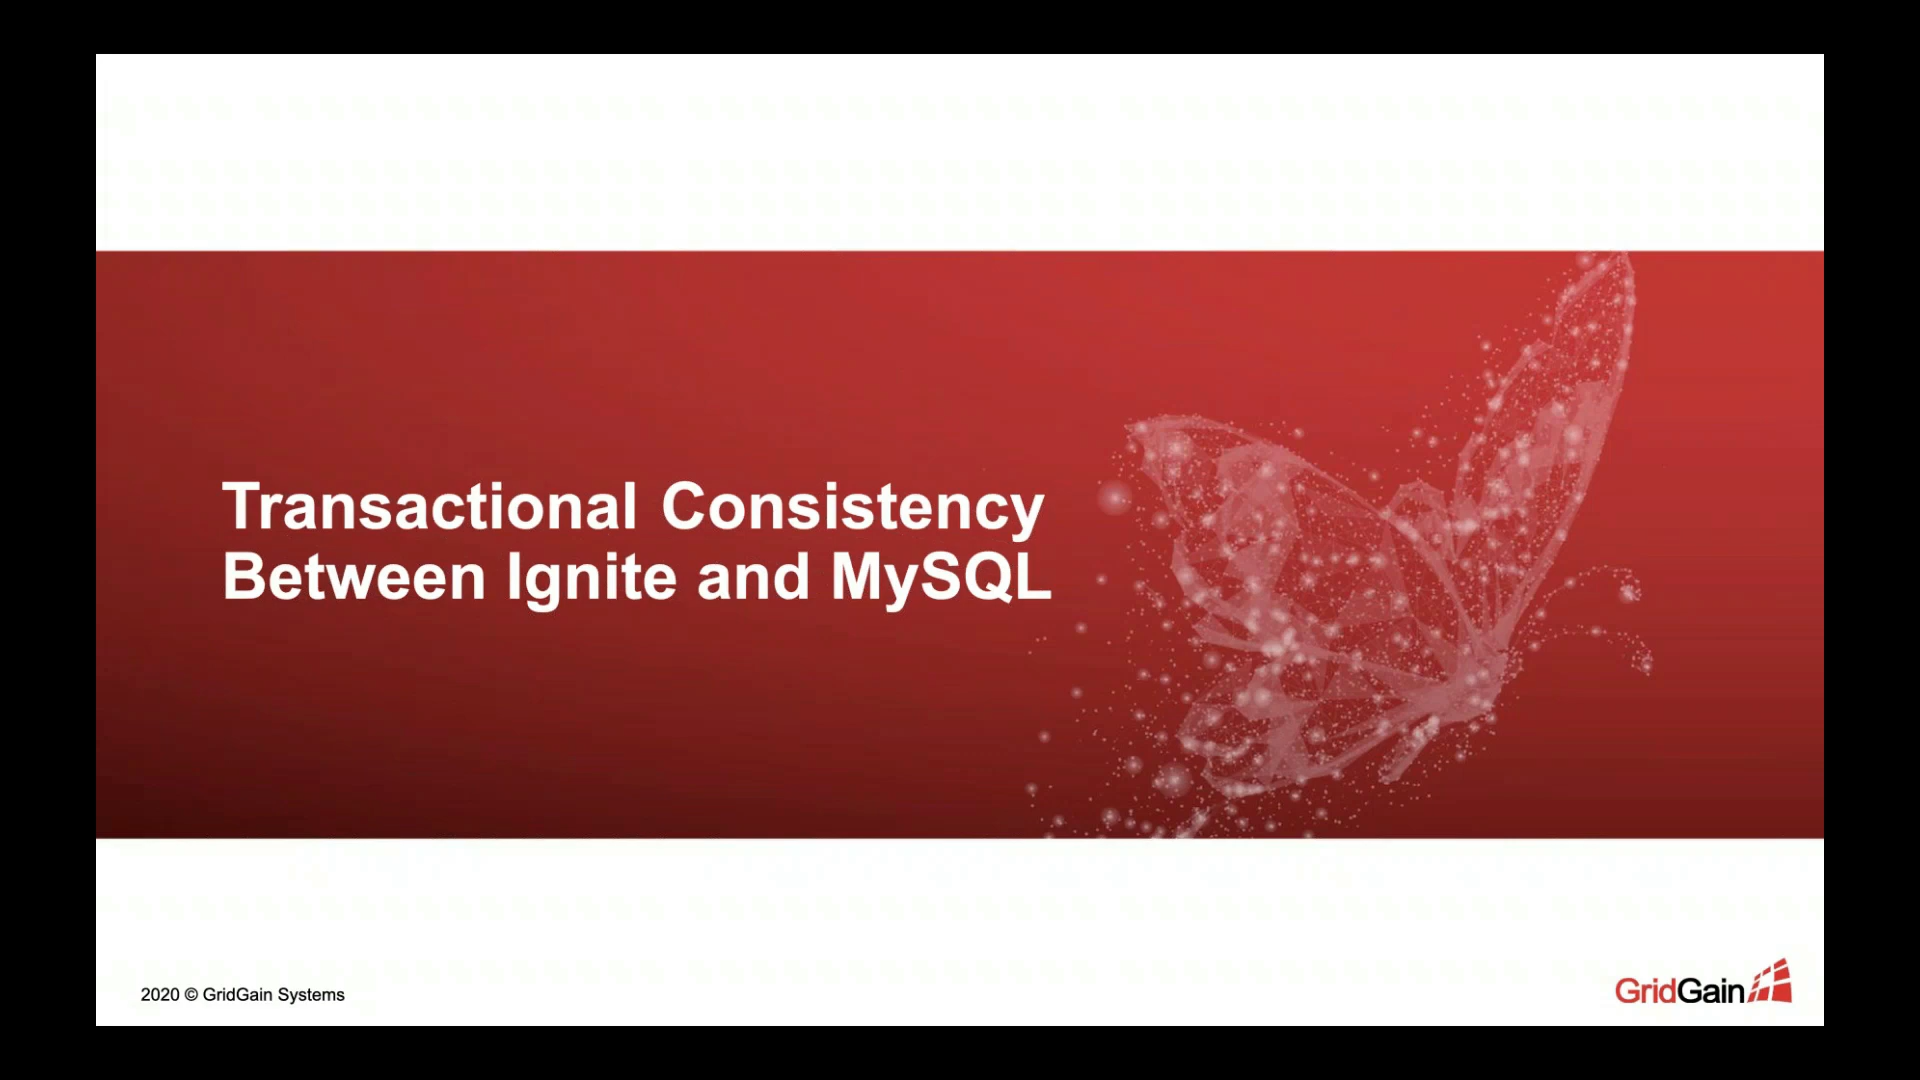 Transactional Consistency
Between Ignite and MySQL
2020 © GridGain Systems
GridGain